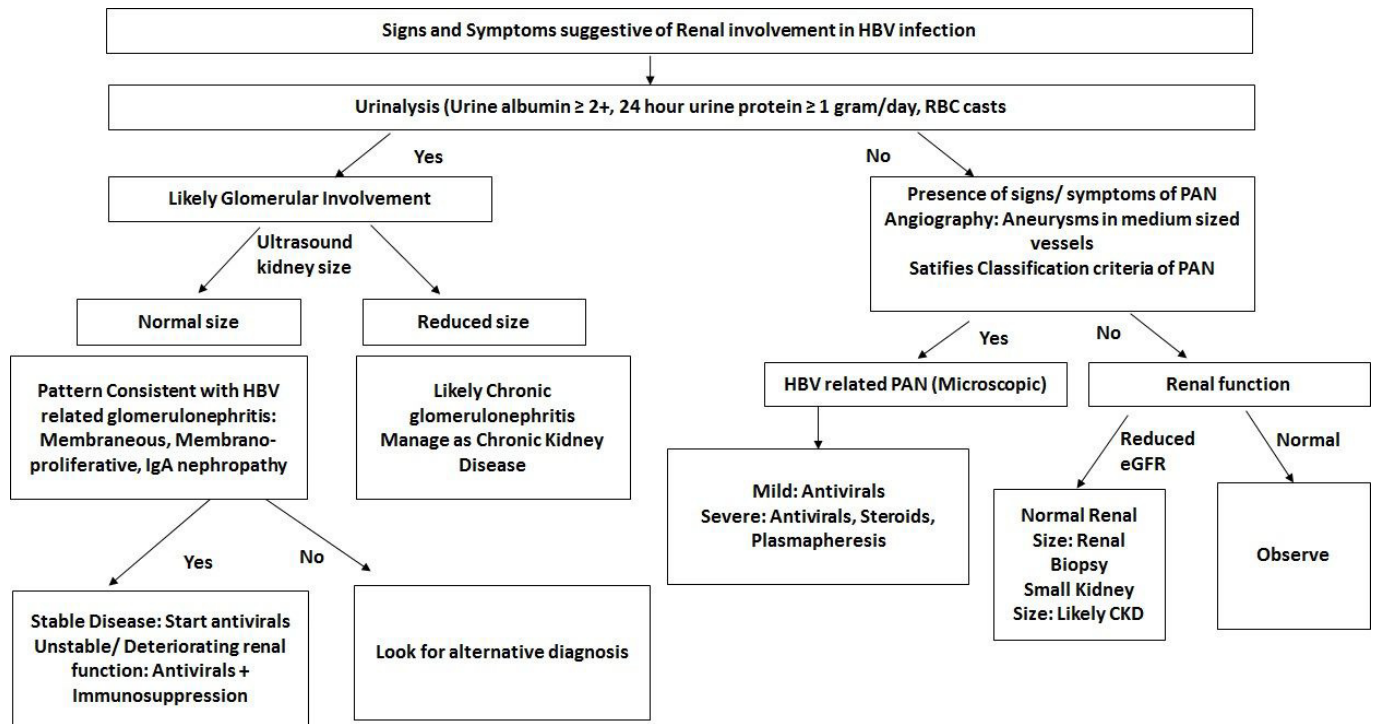 Signs and Symptoms suggestive of Renal involvement in HBV infection
Urinalysis (Urine albumin ≥ 2+, 24 hour urine protein ≥ 1 gram/day, RBC casts
Yes
No
Likely Glomerular Involvement
Presence of signs/ symptoms of PAN
Angiography: Aneurysms in medium sized
vessels
Satifies Classification criteria of PAN
Ultrasound
kidney size
Normal size
Reduced size
Yes
No
Pattern Consistent with HBV
related glomerulonephritis:
Membraneous, Membrano-
proliferative, IgA nephropathy
Likely Chronic
glomerulonephritis
Manage as Chronic Kidney
Disease
HBV related PAN (Microscopic)
Renal function
Reduced
eGFR
Normal
Mild: Antivirals
Severe: Antivirals, Steroids,
Plasmapheresis
Normal Renal
Size: Renal
Biopsy
Small Kidney
Size: Likely CKD
Observe
Yes
No
Stable Disease: Start antivirals
Unstable/ Deteriorating renal
function: Antivirals +
Immunosuppression
Look for alternative diagnosis